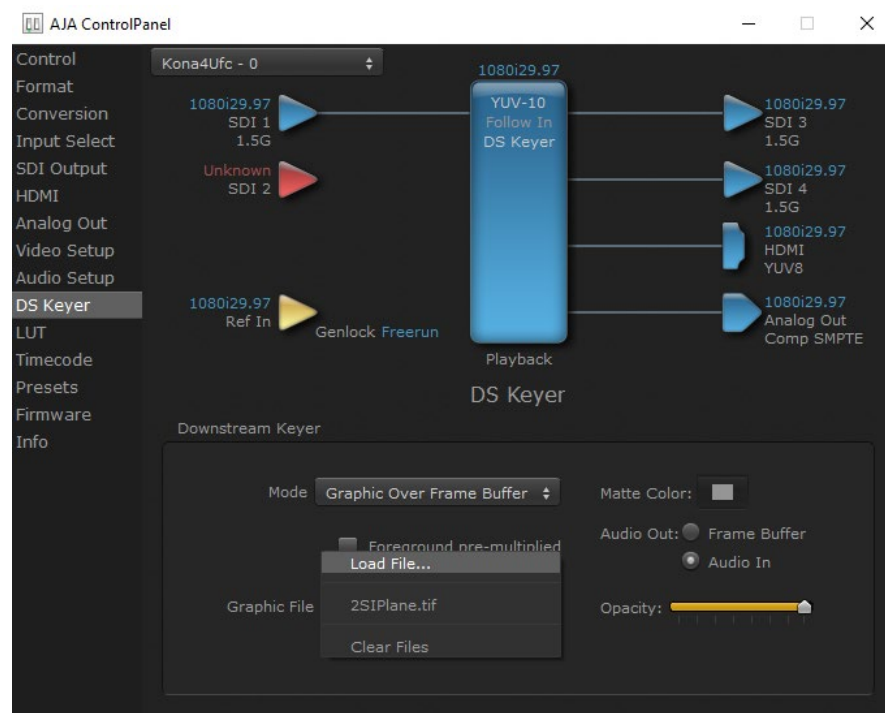 AJA ControlPanel
Control
Format
Conversion
Input Select
SDI Output
HDMI
Analog Out
Video Setup
Audio Setup
DS Keyer
LUT
Timecode
Presets
Firmware
Info
Kona4Ufc - 0
1080i29.97
SDI 1
1.5G
Unknown
SDI 2
1080i29.97
Ref In
Genlock Freerun
1080i29.97
YUV-10
Follow In
DS Keyer
Playback
1080i29.97
SDI 3
1.5G
1080i29.97
SDI 4
1.5G
1080i29.97
HDMI
YUV8
1080i29.97
Analog Out
Comp SMPTE
DS Keyer
Downstream Keyer
Mode Graphic Over Frame Buffer
Foreground pre-multiplied
Graphic File
Load File...
2SIPlane.tif
Clear Files
Matte Color:
Audio Out: Frame Buffer
Audio In
Opacity: